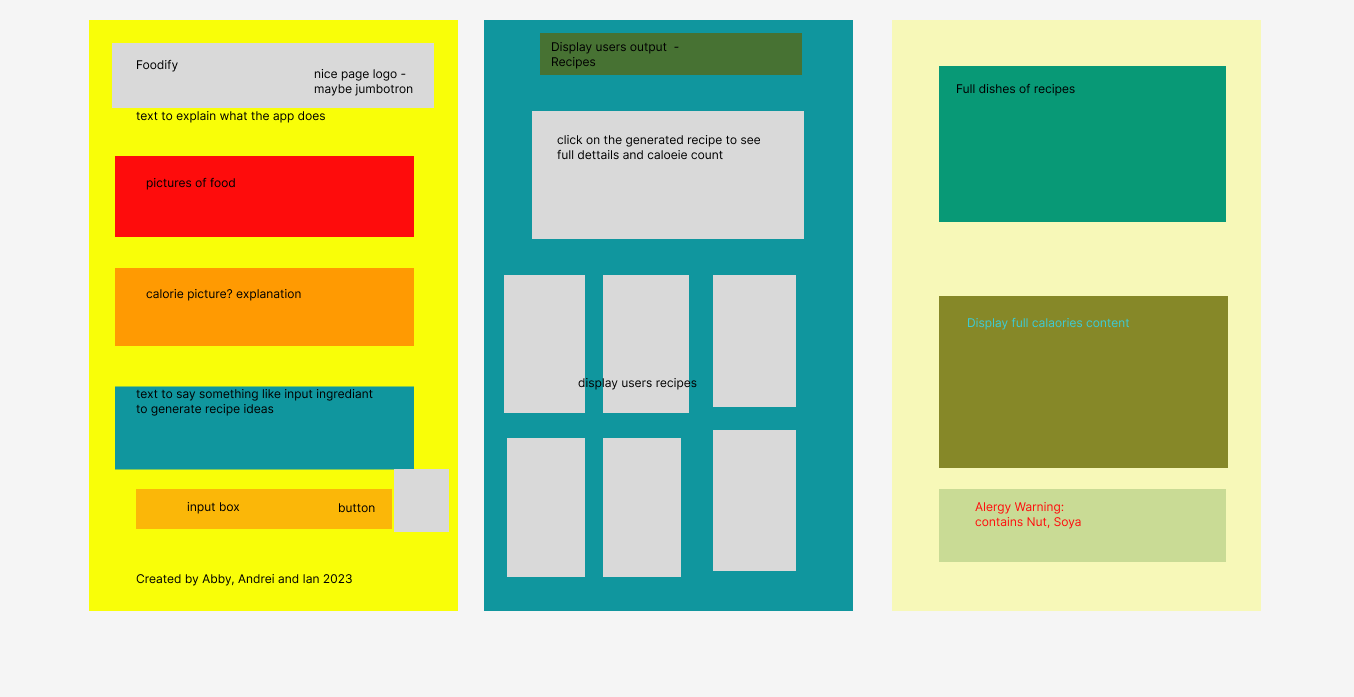 Foodify
nice page logo -
maybe jumbotron
text to explain what the app does
pictures of food
calorie picture? explanation
text to say something like input ingrediant
to generate recipe ideas
input box
button
Created by Abby, Andrei and Ian 2023
Display users output  -
Recipes
click on the generated recipe to see
full dettails and caloeie count
display users recipes
Full dishes of recipes
Display full calaories content
Alergy Warning:
contains Nut, Soya